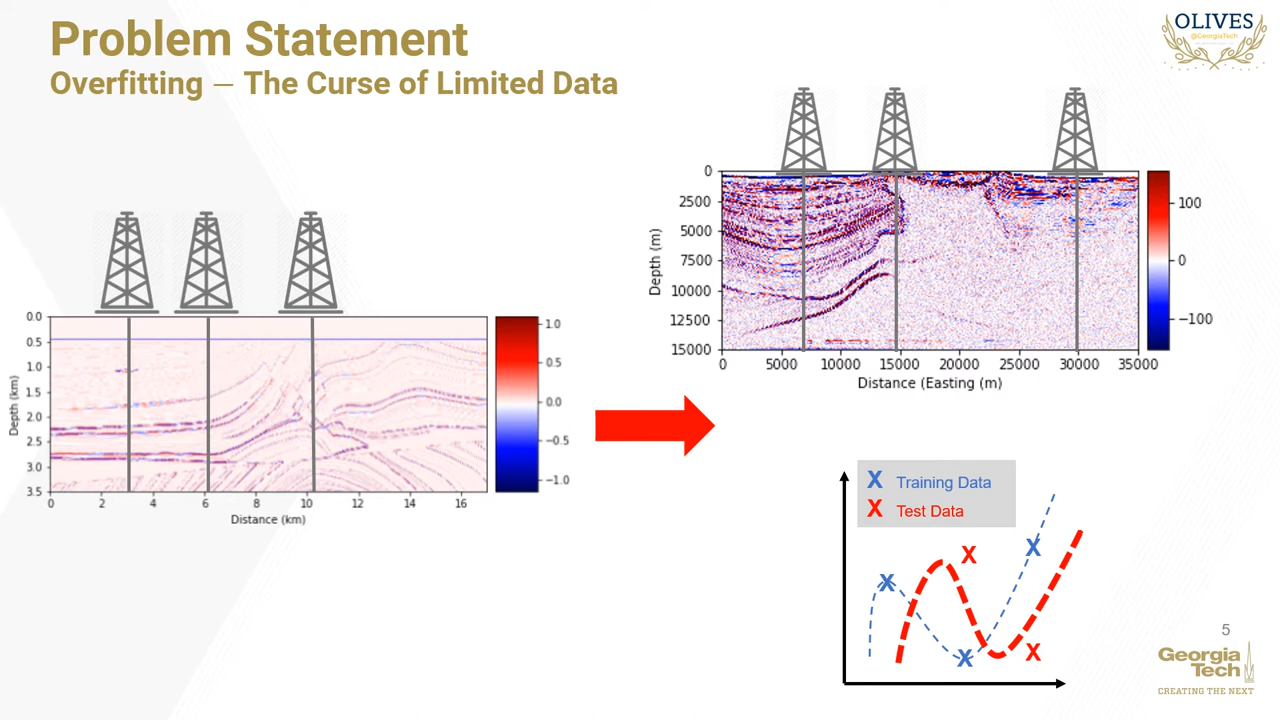 Problem Statement
Overfitting – The Curse of Limited Data
OLIVES
@GeorgiaTech
0
2500
5000
7500
10000
12500
15000
Depth (m)
0 5000 10000 15000 20000 25000 30000 35000
Distance (Easting (m)
100
0
−100
0.0
0.5
1.0
1.5
2.0
2.5
3.0
3.5
Depth (km)
0 2 4 6 8 10 12 14 16
Distance (km)
1.0
0.5
0.0
−0.5
−1.0
X Training Data
X Test Data
X
X
X
X
X
5
Georgia
Tech
CREATING THE NEXT